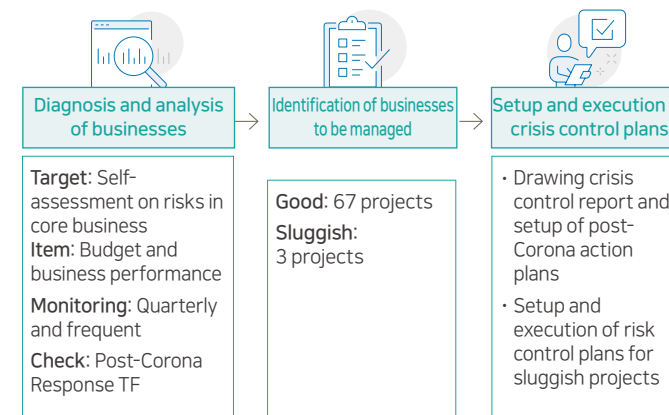 Diagnosis and analysis
of businesses
Identification of businesses
to be managed
Setup and execution
crisis control plans
Target: Self-
assessment on risks in
core business
Item: Budget and
business performance
Monitoring: Quarterly
and frequent
Check: Post-Corona
Response TF
Good: 67 projects
Sluggish:
3 projects
• Drawing crisis
control report and
setup of post-
Corona action
plans
• Setup and
execution of risk
control plans for
sluggish projects